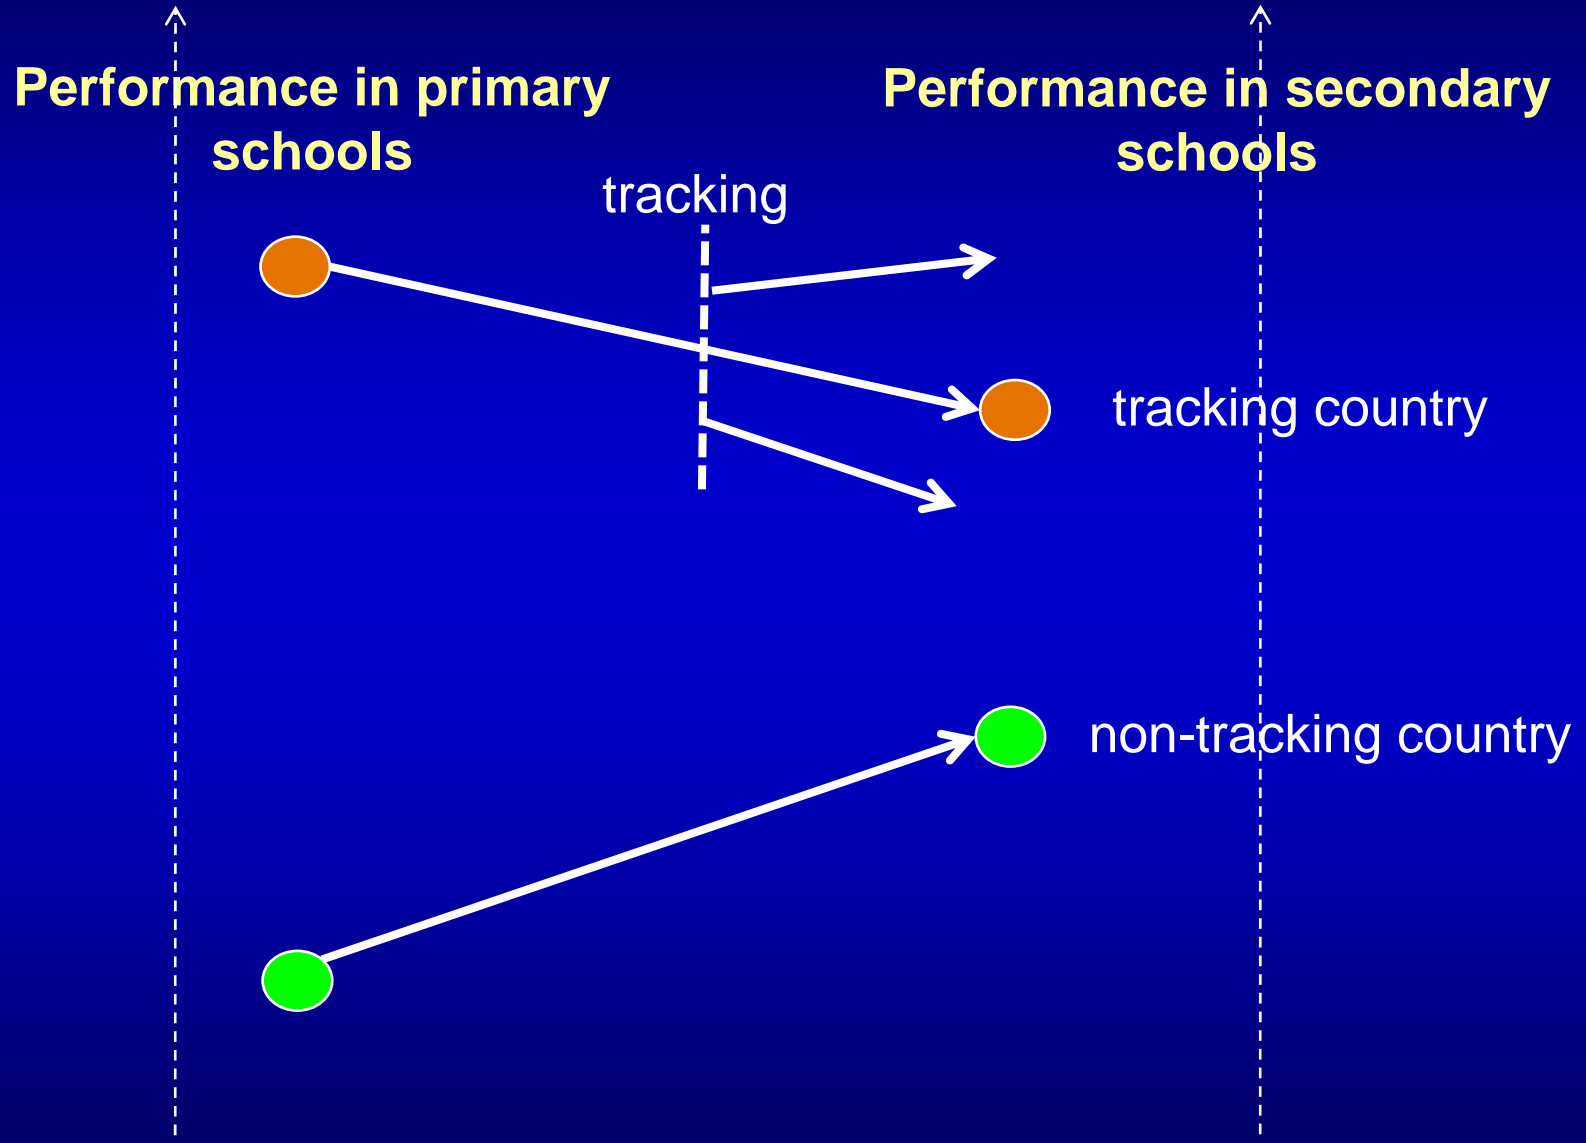 Performance in primary
schools
Performance in secondary
schools
tracking
tracking country
non-tracking country